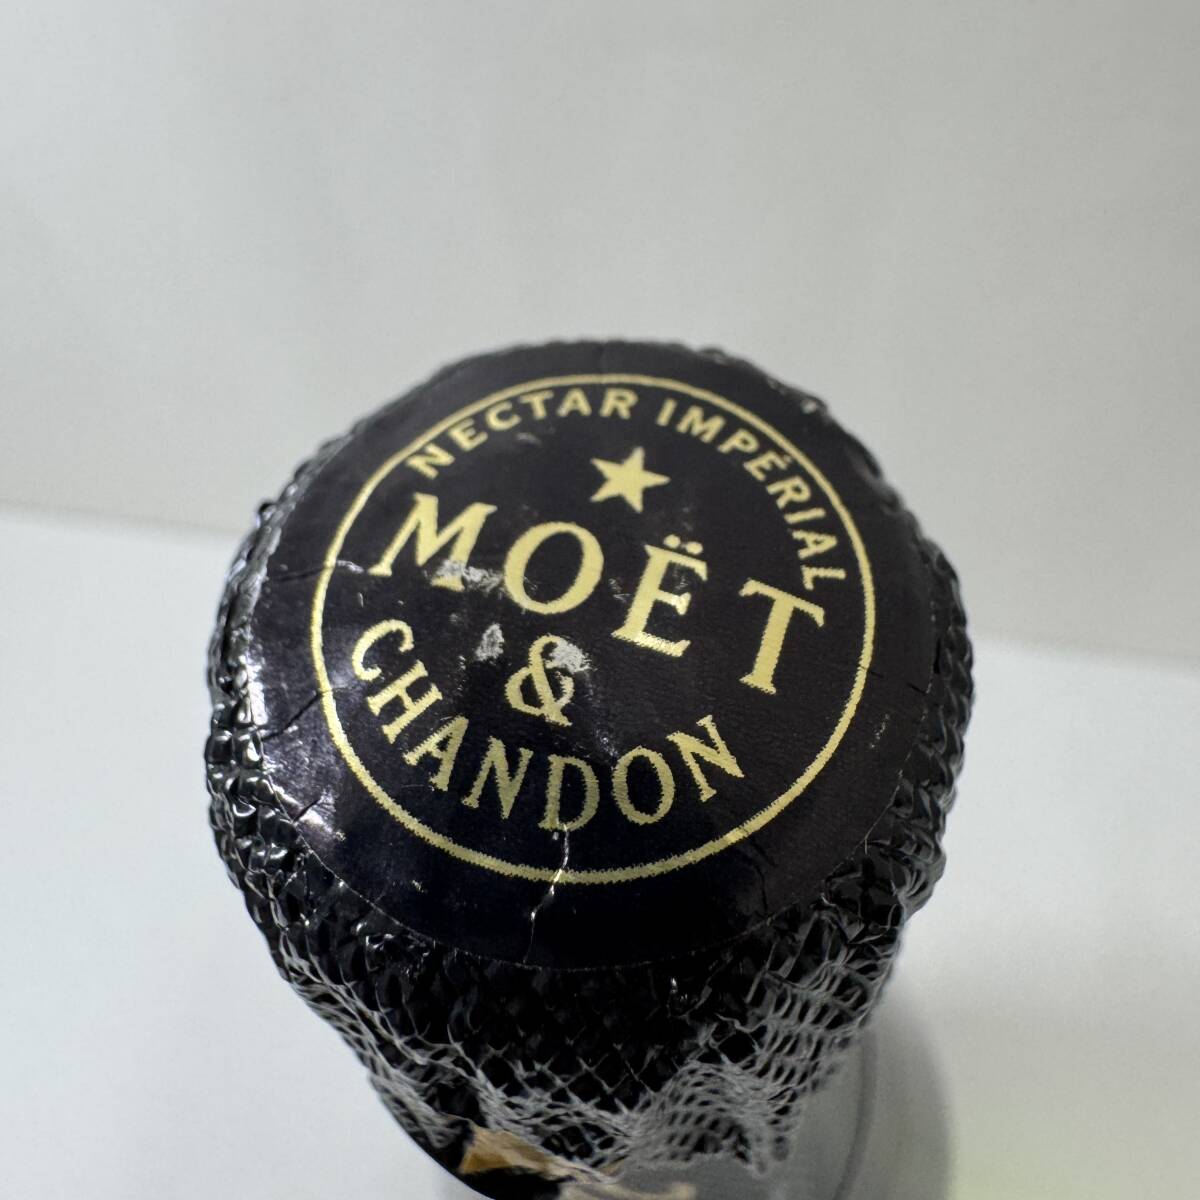 NECTAR IMPÉRIAL
MOËT
&
CHANDON